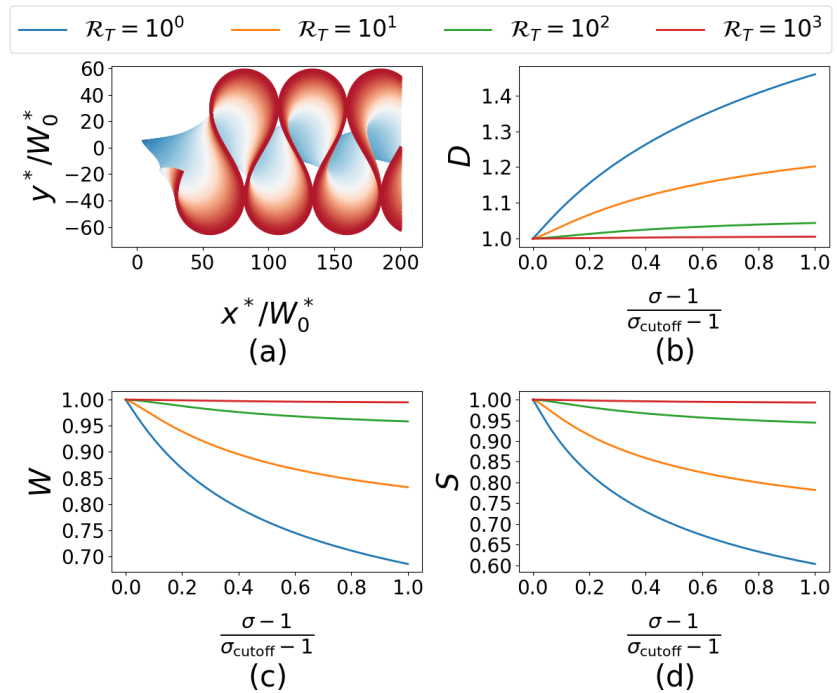 R_T = 10^0 R_T = 10^1 R_T = 10^2 R_T = 10^3
60
40
20
0
−20
−40
−60
y*/W_0*
0 50 100 150 200
x*/W_0*
(a)
1.4
1.3
1.2
1.1
1.0
D
0.0 0.2 0.4 0.6 0.8 1.0
σ − 1
σ_cutoff − 1
(b)
1.00
0.95
0.90
0.85
0.80
0.75
0.70
W
0.0 0.2 0.4 0.6 0.8 1.0
σ − 1
σ_cutoff − 1
(c)
1.00
0.95
0.90
0.85
0.80
0.75
0.70
0.65
0.60
S
0.0 0.2 0.4 0.6 0.8 1.0
σ − 1
σ_cutoff − 1
(d)